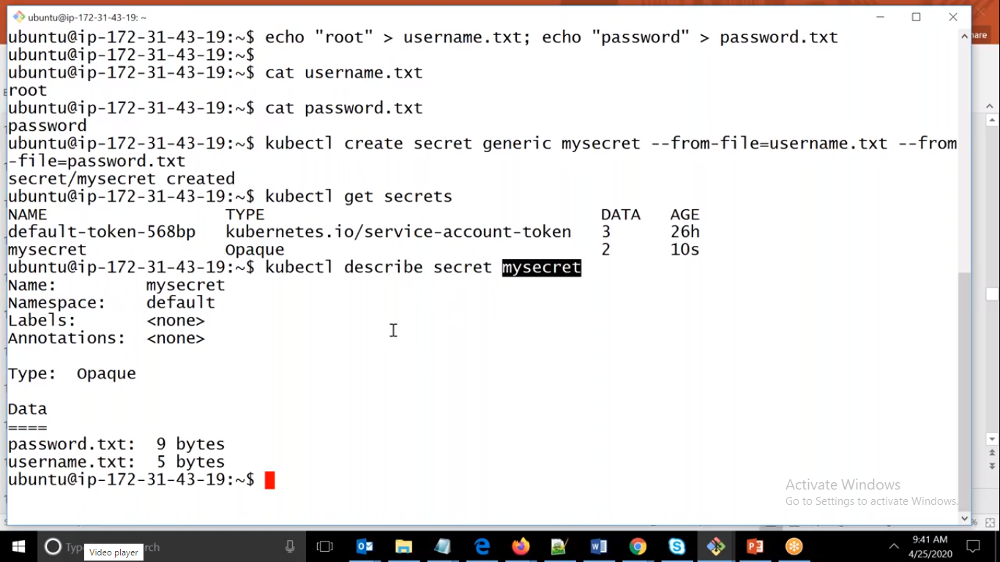 ubuntu@ip-172-31-43-19: ~
ubuntu@ip-172-31-43-19:~$ echo "root" > username.txt; echo "password" > password.txt
ubuntu@ip-172-31-43-19:~$
ubuntu@ip-172-31-43-19:~$ cat username.txt
root
ubuntu@ip-172-31-43-19:~$ cat password.txt
password
ubuntu@ip-172-31-43-19:~$ kubectl create secret generic mysecret --from-file=username.txt --from
-file=password.txt
secret/mysecret created
ubuntu@ip-172-31-43-19:~$ kubectl get secrets
NAME TYPE DATA AGE
default-token-568bp kubernetes.io/service-account-token 3 26h
mysecret Opaque 2 10s
ubuntu@ip-172-31-43-19:~$ kubectl describe secret mysecret
Name: mysecret
Namespace: default
Labels: <none>
Annotations: <none>
Type: Opaque
Data
====
password.txt: 9 bytes
username.txt: 5 bytes
ubuntu@ip-172-31-43-19:~$
Activate Windows
Go to Settings to activate Windows.
Video player
9:41 AM
4/25/2020